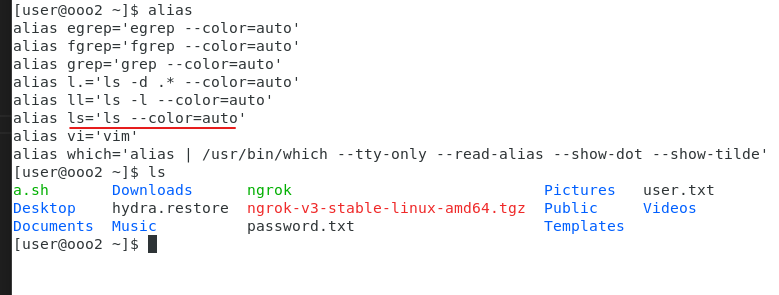 [user@ooo2 ~]$ alias
alias egrep='egrep --color=auto'
alias fgrep='fgrep --color=auto'
alias grep='grep --color=auto'
alias l.='ls -d .* --color=auto'
alias ll='ls -l --color=auto'
alias ls='ls --color=auto'
alias vi='vim'
alias which='alias | /usr/bin/which --tty-only --read-alias --show-dot --show-tilde'
[user@ooo2 ~]$ ls
a.sh       Downloads      ngrok                            Pictures   user.txt
Desktop    hydra.restore  ngrok-v3-stable-linux-amd64.tgz  Public     Videos
Documents  Music          password.txt                     Templates
[user@ooo2 ~]$